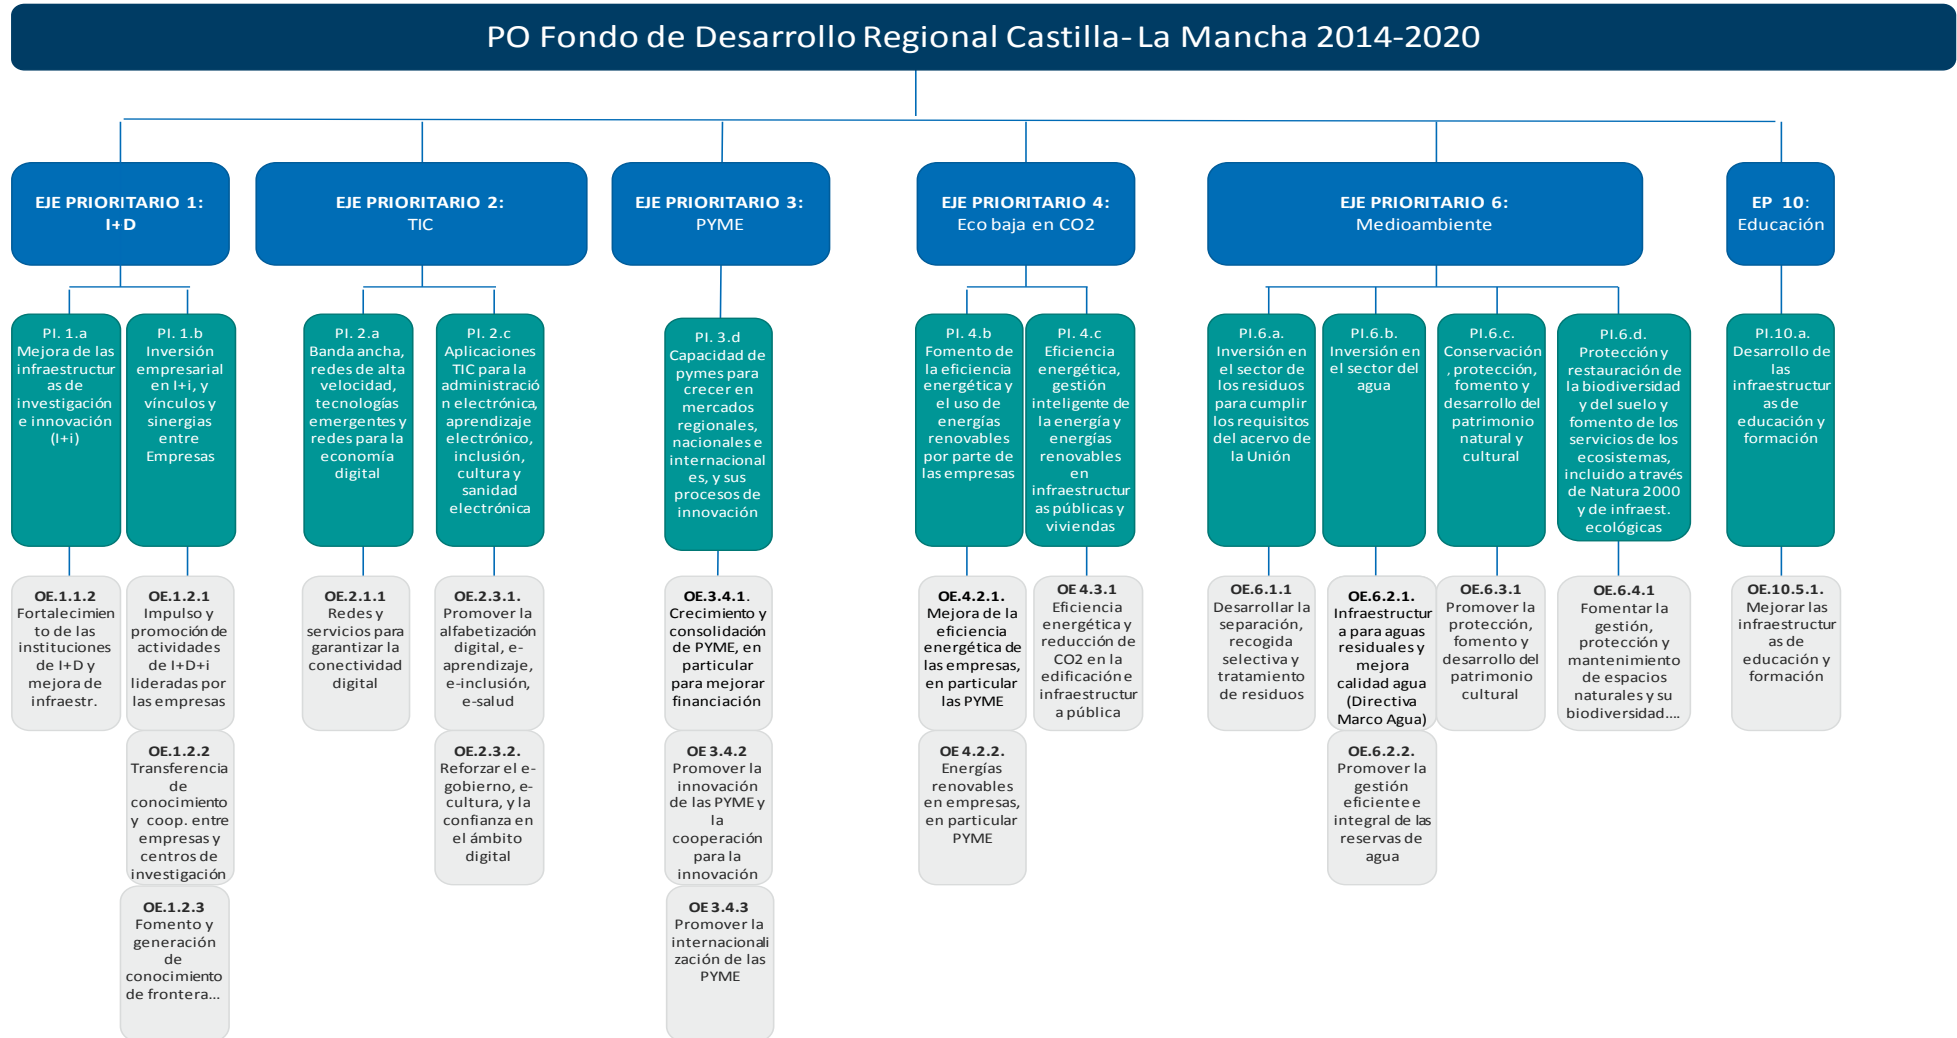 PO Fondo de Desarrollo Regional Castilla-La Mancha 2014-2020
EJE PRIORITARIO 1:
I+D
EJE PRIORITARIO 2:
TIC
EJE PRIORITARIO 3:
PYME
EJE PRIORITARIO 4:
Eco baja en CO2
EJE PRIORITARIO 6:
Medioambiente
EP 10:
Educación
PI. 1.a
Mejora de las
infraestructur
as de
investigación
e innovación
(I+i)
PI. 1.b
Inversión
empresarial
en I+i, y
vínculos y
sinergias
entre
Empresas
PI. 2.a
Banda ancha,
redes de alta
velocidad,
tecnologías
emergentes y
redes para la
economía
digital
PI. 2.c
Aplicaciones
TIC para la
administració
n electrónica,
aprendizaje
electrónico,
inclusión,
cultura y
sanidad
electrónica
PI. 3.d
Capacidad de
pymes para
crecer en
mercados
regionales,
nacionales e
internacional
es, y sus
procesos de
innovación
PI. 4.b
Fomento de
la eficiencia
energética y
el uso de
energías
renovables
por parte de
las empresas
PI. 4.c
Eficiencia
energética,
gestión
inteligente de
la energía y
energías
renovables
en
infraestructur
as públicas y
viviendas
PI.6.a.
Inversión en
el sector de
los residuos
para cumplir
los requisitos
del acervo de
la Unión
PI.6.b.
Inversión en
el sector del
agua
PI.6.c.
Conservación
, protección,
fomento y
desarrollo del
patrimonio
natural y
cultural
PI.6.d.
Protección y
restauración de
la biodiversidad
y del suelo y
fomento de los
servicios de los
ecosistemas,
incluido a través
de Natura 2000
y de infraest.
ecológicas
PI.10.a.
Desarrollo de
las
infraestructur
as de
educación y
formación
OE.1.1.2
Fortalecimien
to de las
instituciones
de I+D y
mejora de
infraestr.
OE.1.2.1
Impulso y
promoción de
actividades
de I+D+i
lideradas por
las empresas
OE.2.1.1
Redes y
servicios para
garantizar la
conectividad
digital
OE.2.3.1.
Promover la
alfabetización
digital, e-
aprendizaje,
e-inclusión,
e-salud
OE.3.4.1.
Crecimiento y
consolidación
de PYME, en
particular
para mejorar
financiación
OE.4.2.1.
Mejora de la
eficiencia
energética de
las empresas,
en particular
las PYME
OE 4.3.1
Eficiencia
energética y
reducción de
CO2 en la
edificación e
infraestructur
a pública
OE.6.1.1
Desarrollar la
separación,
recogida
selectiva y
tratamiento
de residuos
OE.6.2.1.
Infraestructur
a para aguas
residuales y
mejora
calidad agua
(Directiva
Marco Agua)
OE.6.3.1
Promover la
protección,
fomento y
desarrollo del
patrimonio
cultural
OE.6.4.1
Fomentar la
gestión,
protección y
mantenimiento
de espacios
naturales y su
biodiversidad....
OE.10.5.1.
Mejorar las
infraestructur
as de
educación y
formación
OE.1.2.2
Transferencia
de
conocimiento
y coop. entre
empresas y
centros de
investigación
OE.2.3.2.
Reforzar el e-
gobierno, e-
cultura, y la
confianza en
el ámbito
digital
OE 3.4.2
Promover la
innovación
de las PYME y
la
cooperación
para la
innovación
OE 4.2.2.
Energías
renovables
en empresas,
en particular
PYME
OE.6.2.2.
Promover la
gestión
eficiente e
integral de las
reservas de
agua
OE.1.2.3
Fomento y
generación
de
conocimiento
de frontera...
OE 3.4.3
Promover la
internacionali
zación de las
PYME